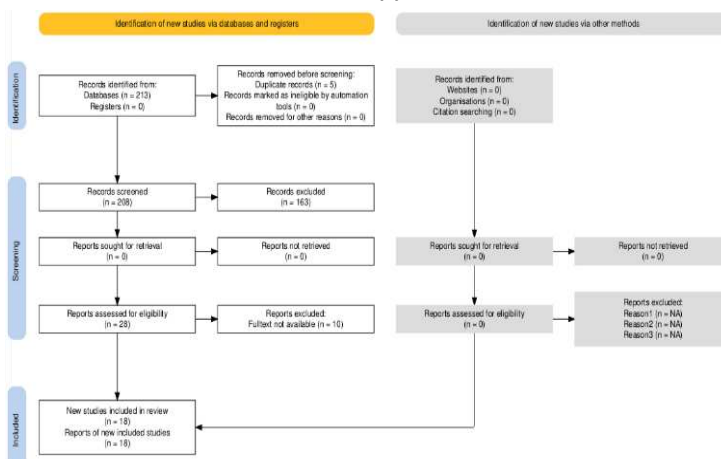 Identification of new studies via databases and registers
Identification of new studies via other methods
Identification
Records identified from:
Databases (n = 213)
Registers (n = 0)
Records removed before screening:
Duplicate records (n = 5)
Records marked as ineligible by automation
tools (n = 0)
Records removed for other reasons (n = 0)
Records identified from:
Websites (n = 0)
Organisations (n = 0)
Citation searching (n = 0)
Screening
Records screened
(n = 208)
Records excluded
(n = 163)
Reports sought for retrieval
(n = 0)
Reports not retrieved
(n = 0)
Reports sought for retrieval
(n = 0)
Reports not retrieved
(n = 0)
Reports assessed for eligibility
(n = 28)
Reports excluded:
Fulltext not available (n = 10)
Reports assessed for eligibility
(n = 0)
Reports excluded:
Reason1 (n = NA)
Reason2 (n = NA)
Reason3 (n = NA)
Included
New studies included in review
(n = 18)
Reports of new included studies
(n = 18)